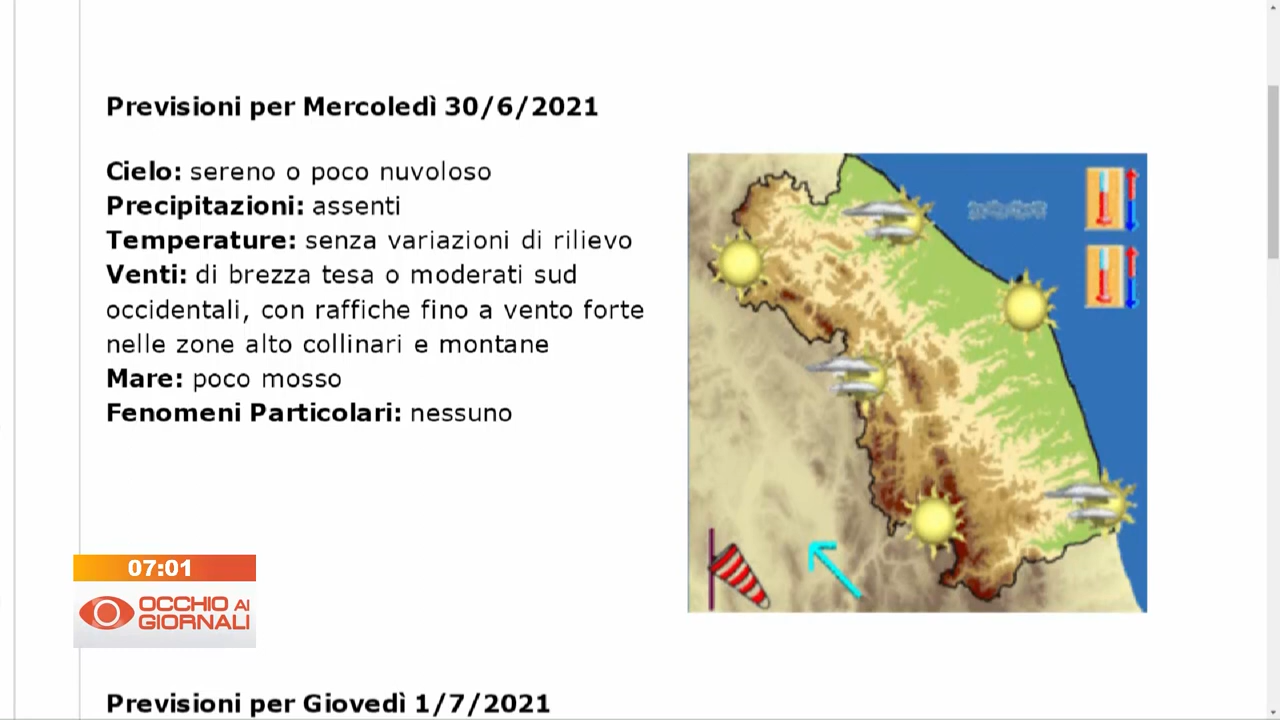 Previsioni per Mercoledì 30/6/2021
Cielo: sereno o poco nuvoloso
Precipitazioni: assenti
Temperature: senza variazioni di rilievo
Venti: di brezza tesa o moderati sud
occidentali, con raffiche fino a vento forte
nelle zone alto collinari e montane
Mare: poco mosso
Fenomeni Particolari: nessuno
07:01
OCCHIO AI
GIORNALI
Previsioni per Giovedì 1/7/2021